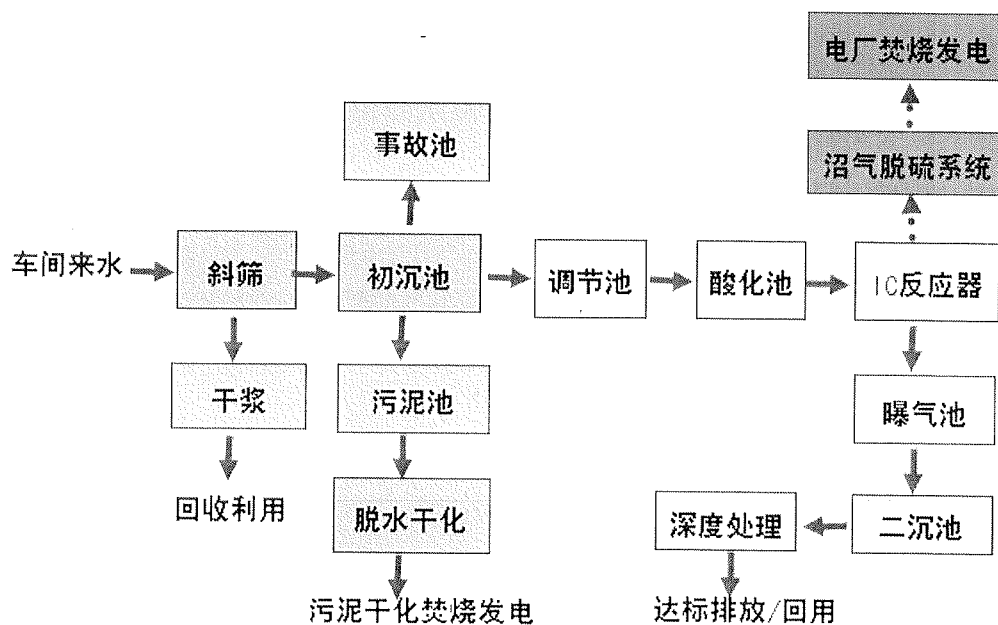 电厂焚烧发电
事故池
沼气脱硫系统
车间来水
斜筛
初沉池
调节池
酸化池
IC反应器
干浆
污泥池
曝气池
回收利用
脱水干化
深度处理
二沉池
污泥干化焚烧发电
达标排放/回用